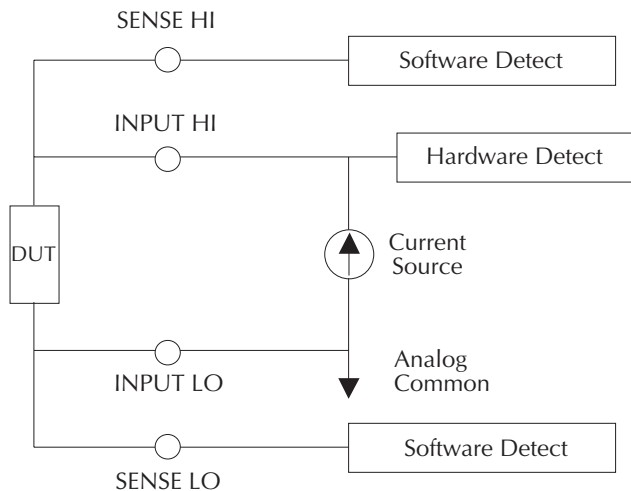 SENSE HI
Software Detect
INPUT HI
Hardware Detect
DUT
Current
Source
INPUT LO
Analog
Common
Software Detect
SENSE LO